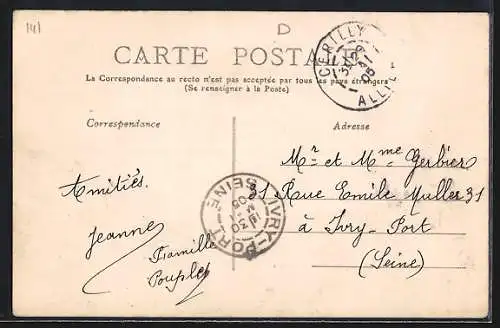 141
D
CARTE POSTALE
La Correspondance au recto n'est pas acceptée par tous les pays étrangers
(Se renseigner à la Poste)
CERILLY
ALLIER
Correspondance
Adresse
Mr et Mme Gerbier
31 Rue Emile Muller 31
à Ivry-Port
(Seine)
Amitiés.
Jeanne
Famille
Pouplet
IVRY-PORT
SEINE